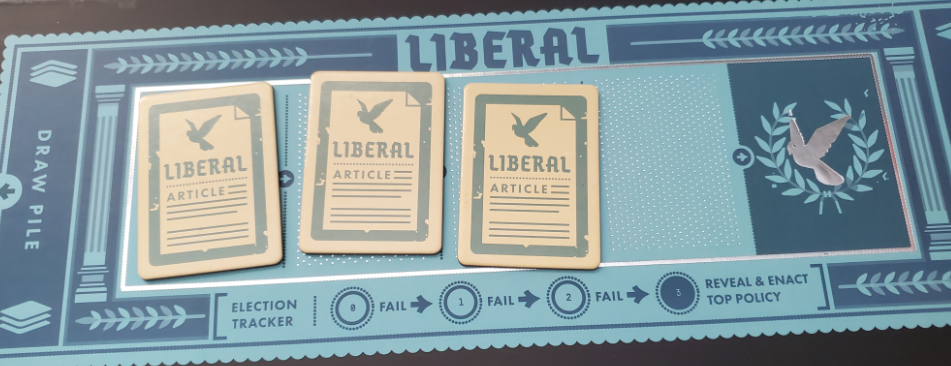 LIBERAL
DRAW PILE
LIBERAL
ARTICLE
LIBERAL
ARTICLE
LIBERAL
ARTICLE
ELECTION
TRACKER
0 FAIL 1 FAIL 2 FAIL 3
REVEAL & ENACT
TOP POLICY